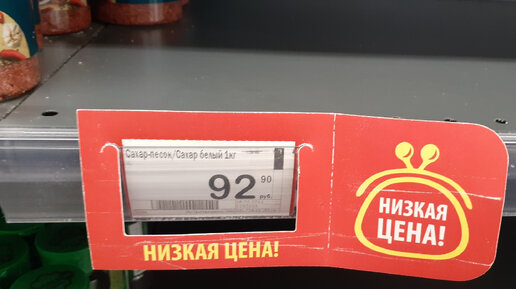 Сахар-песок/Сахар белый 1кг
92 90
руб.
НИЗКАЯ ЦЕНА!
НИЗКАЯ
ЦЕНА!